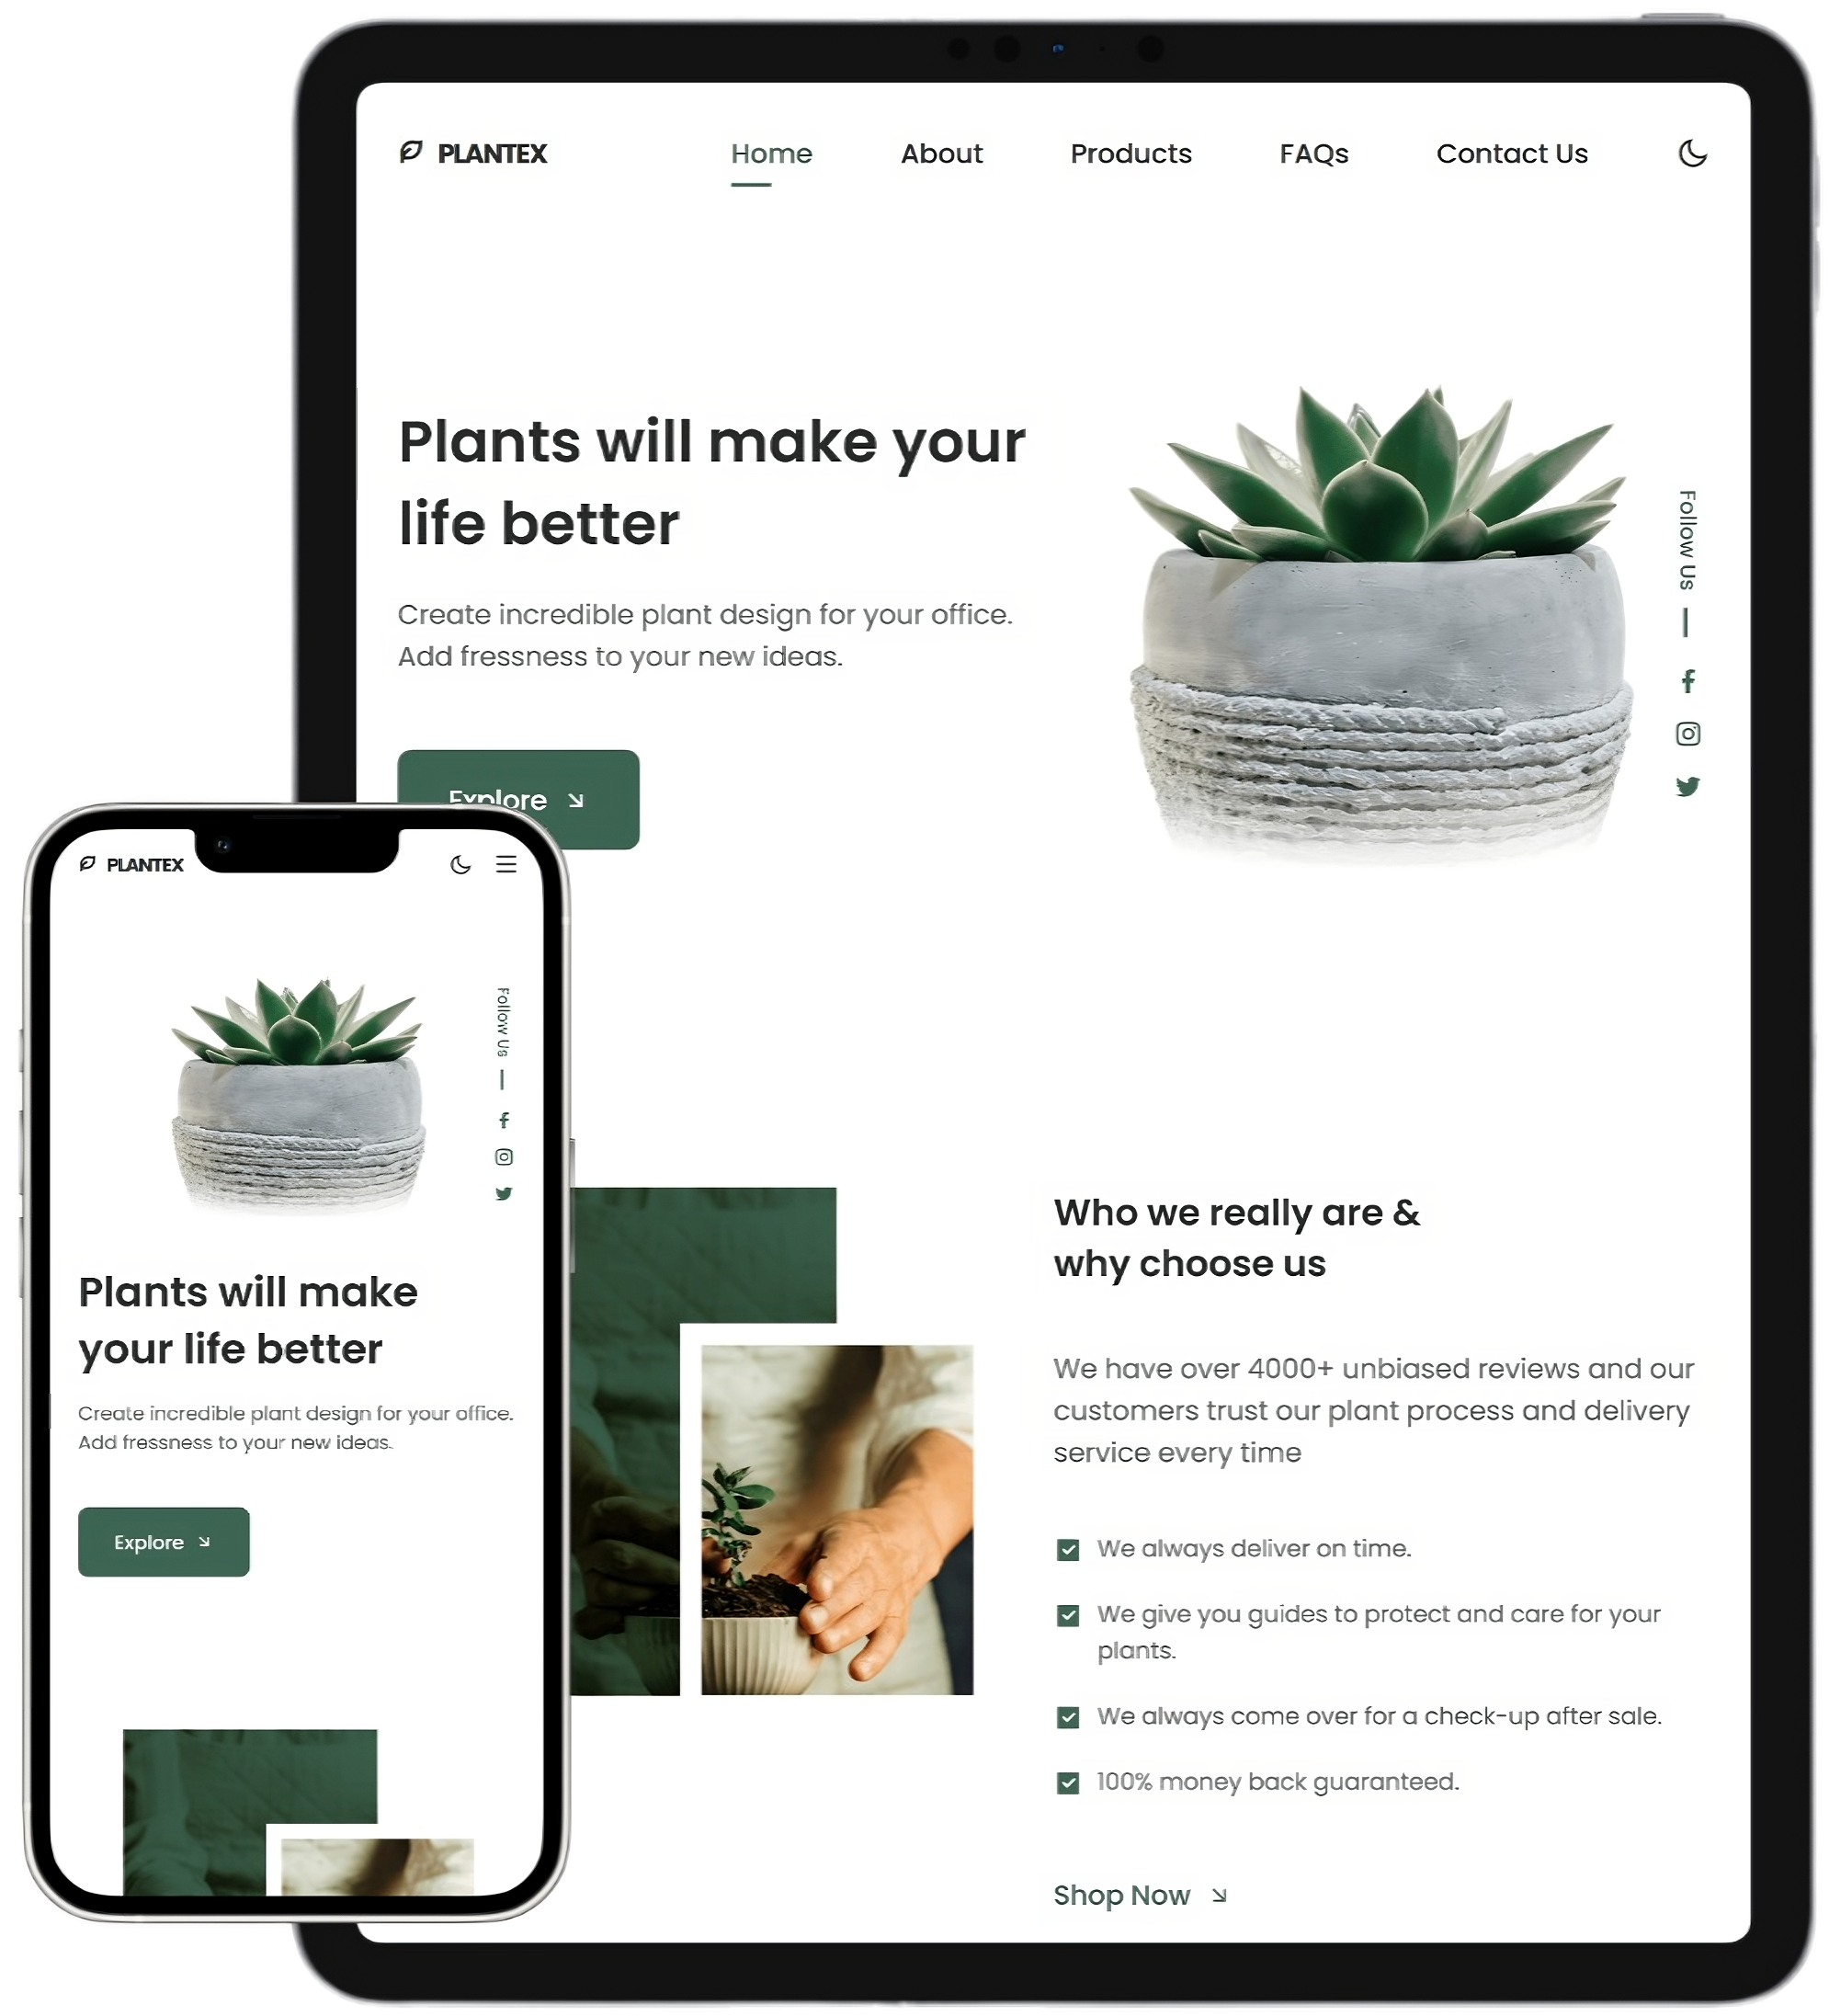 PLANTEX
Home
About
Products
FAQs
Contact Us
Plants will make your
life better
Create incredible plant design for your office.
Add fressness to your new ideas.
Explore
Follow Us
Who we really are &
why choose us
We have over 4000+ unbiased reviews and our
customers trust our plant process and delivery
service every time
We always deliver on time.
We give you guides to protect and care for your
plants.
We always come over for a check-up after sale.
100% money back guaranteed.
Shop Now
PLANTEX
Follow Us
Plants will make
your life better
Create incredible plant design for your office.
Add fressness to your new ideas.
Explore